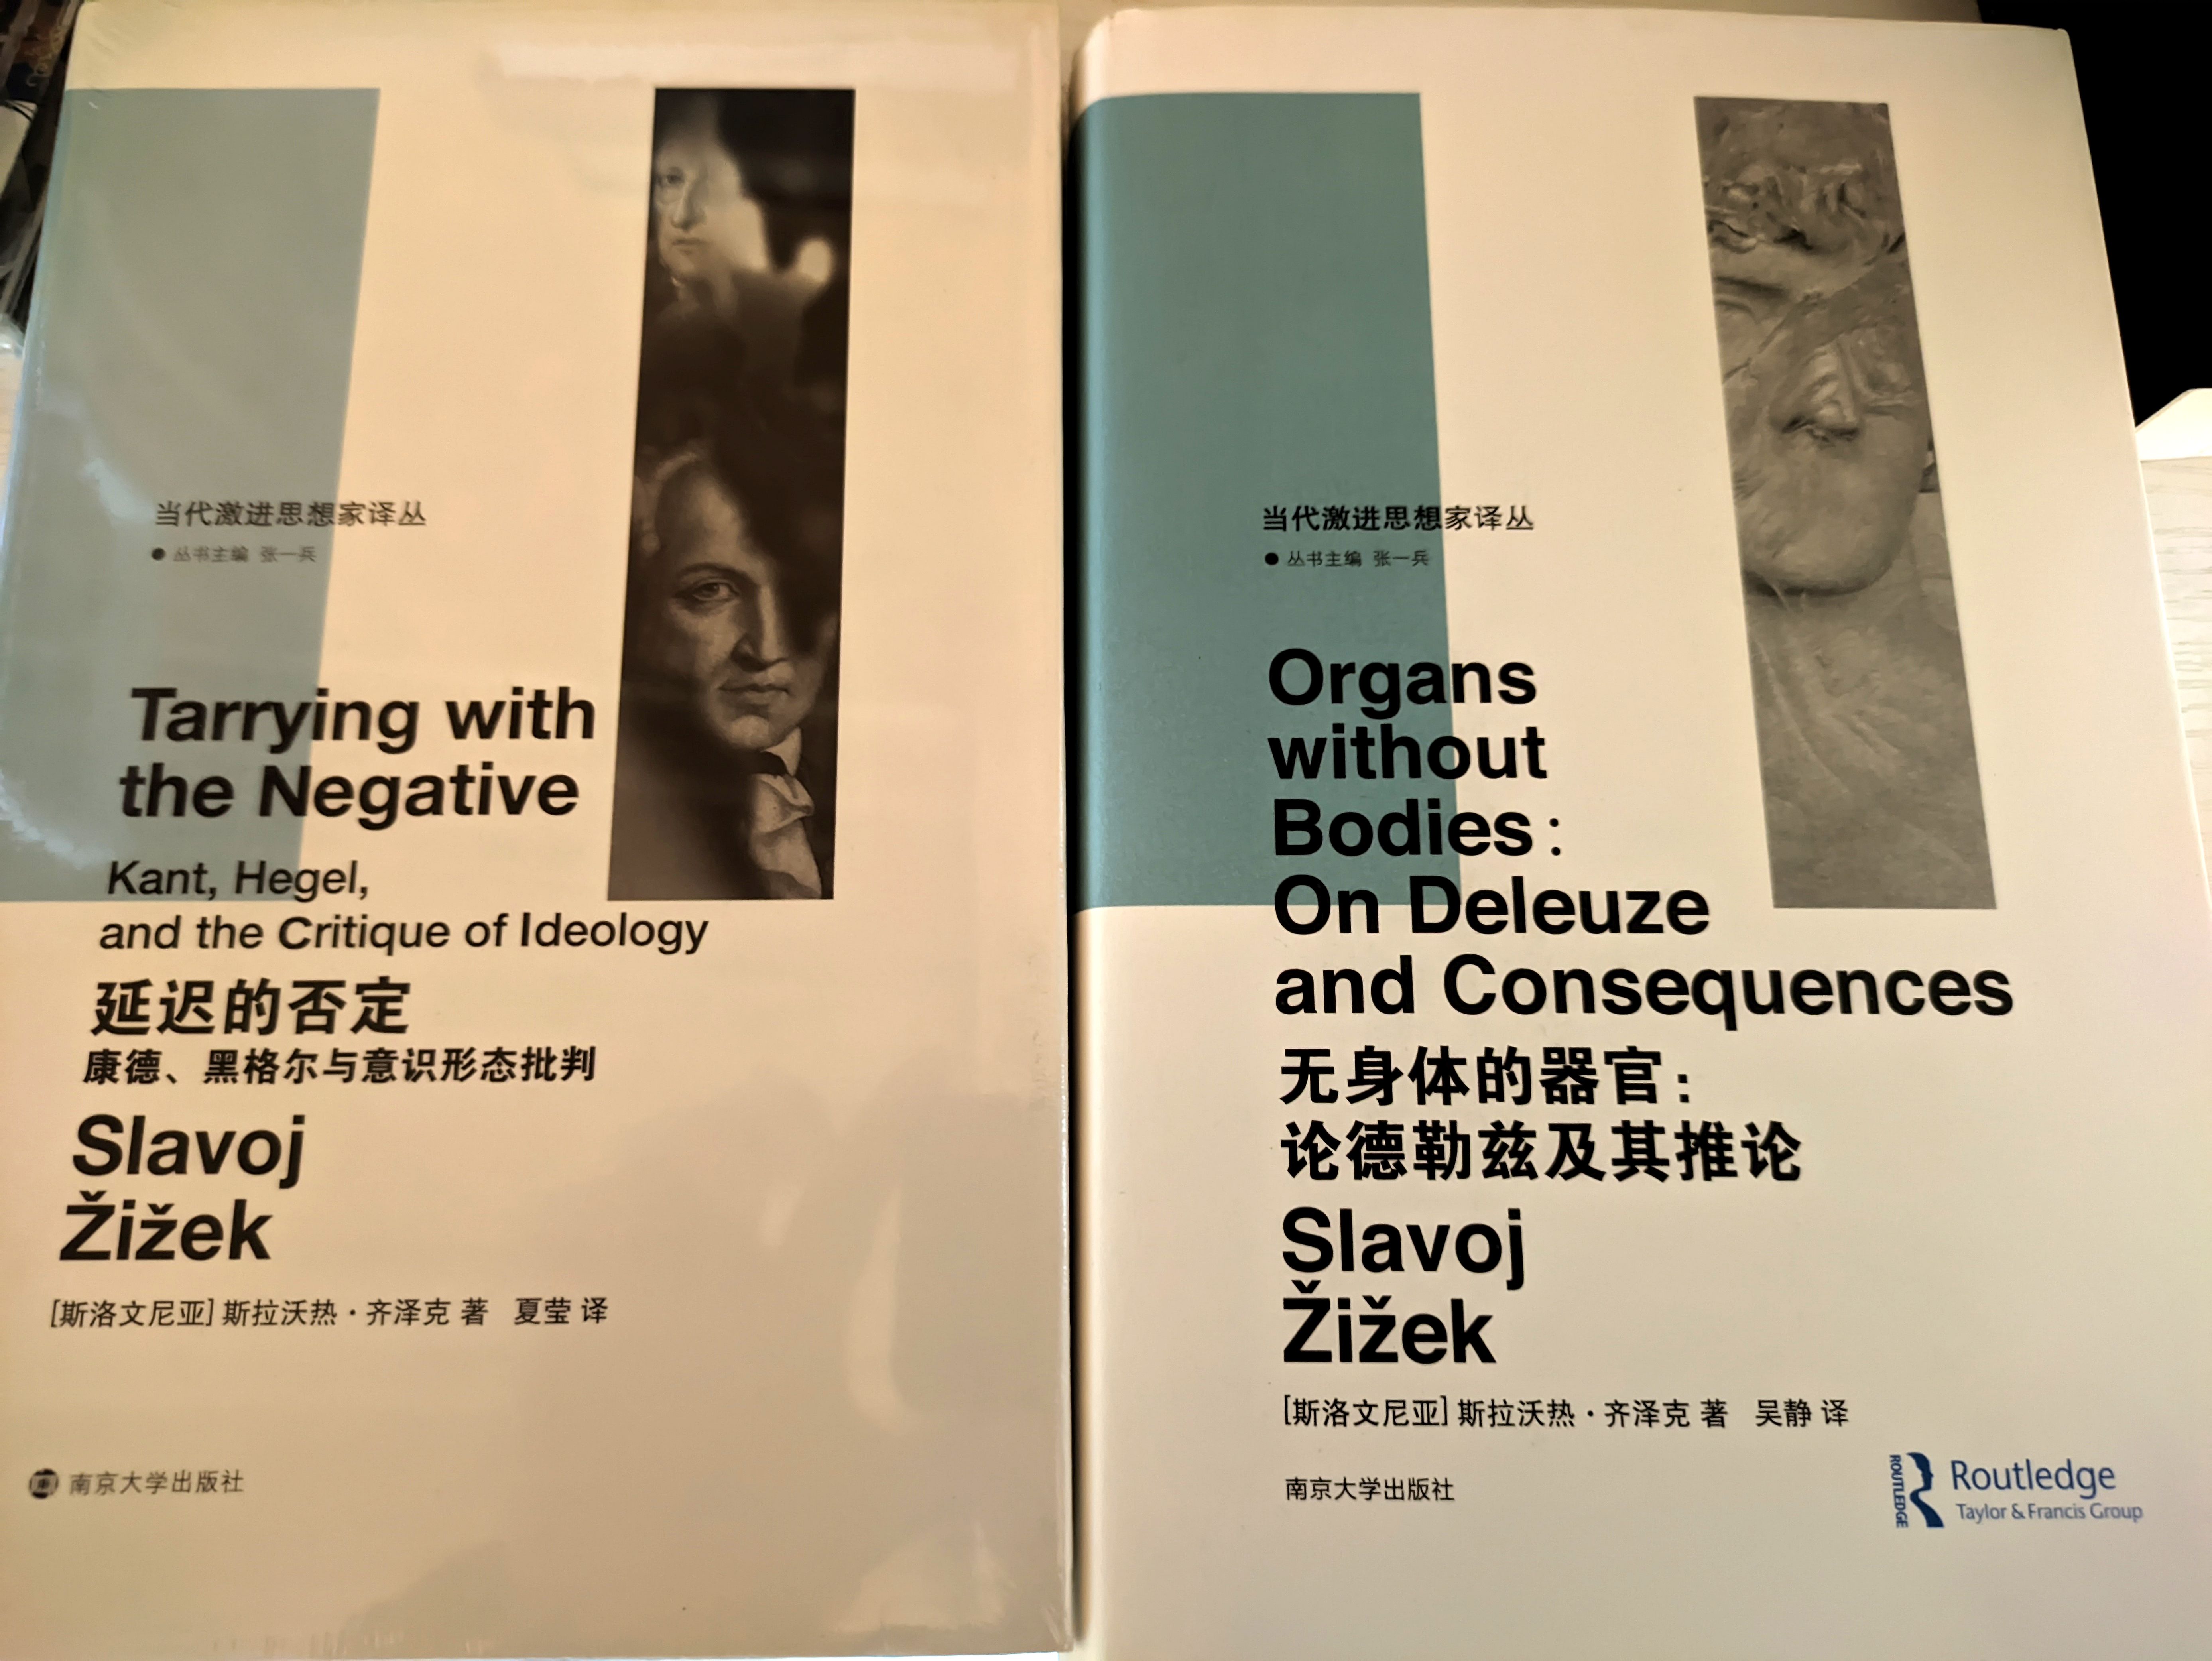 当代激进思想家译丛
● 丛书主编 张一兵
Tarrying with
the Negative
Kant, Hegel,
and the Critique of Ideology
延迟的否定
康德、黑格尔与意识形态批判
Slavoj
Žižek
[斯洛文尼亚] 斯拉沃热·齐泽克 著 夏莹 译
南京大学出版社
当代激进思想家译丛
● 丛书主编 张一兵
Organs
without
Bodies:
On Deleuze
and Consequences
无身体的器官:
论德勒兹及其推论
Slavoj
Žižek
[斯洛文尼亚] 斯拉沃热·齐泽克 著 吴静 译
南京大学出版社
ROUTLEDGE
Routledge
Taylor & Francis Group